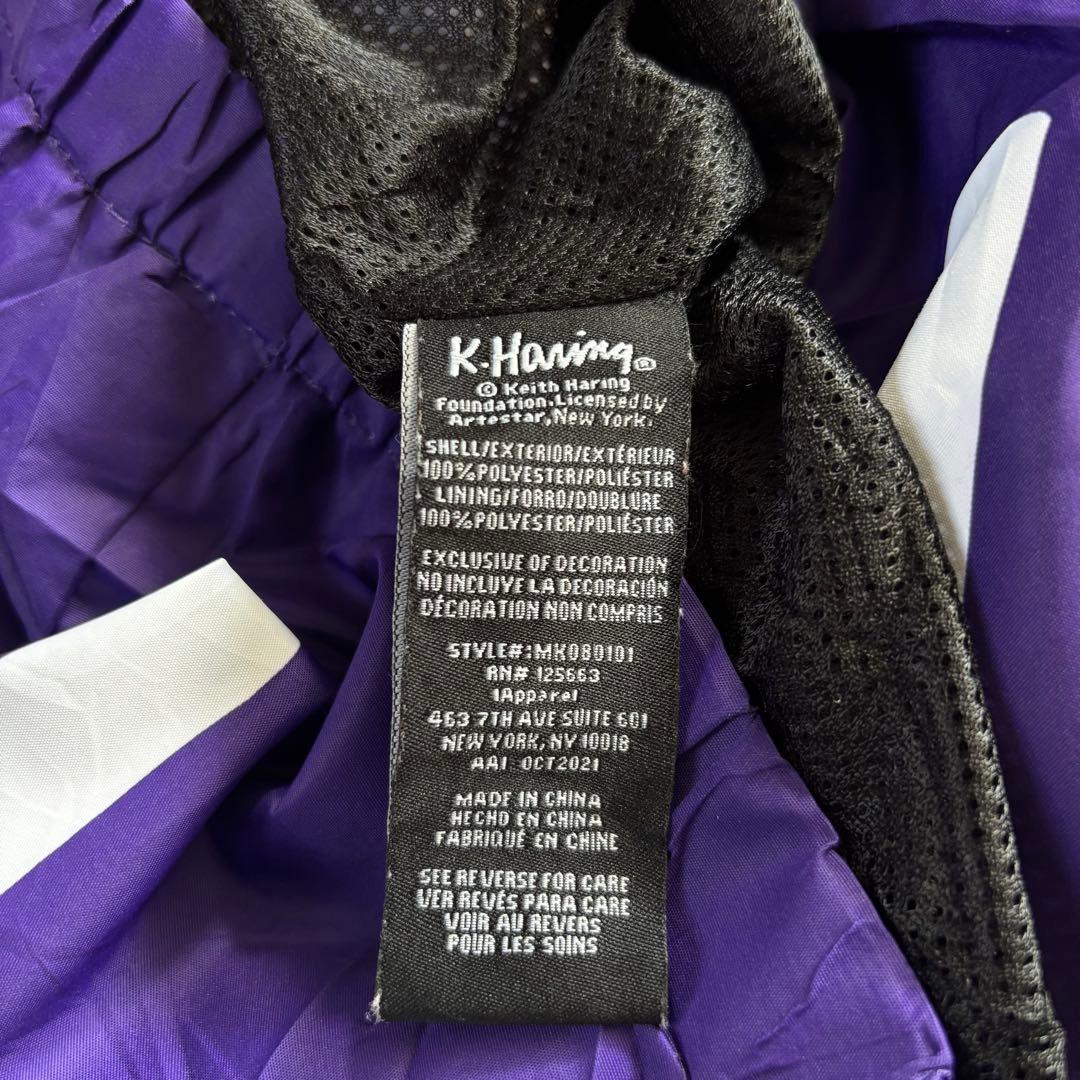 K.Haring®
© Keith Haring
Foundation.Licensed by
Artestar,New York.
SHELL/EXTERIOR/EXTÉRIEUR
100%POLYESTER/POLIÉSTER
LINING/FORRO/DOUBLURE
100%POLYESTER/POLIÉSTER
EXCLUSIVE OF DECORATION
NO INCLUYE LA DECORACIÓN
DÉCORATION NON COMPRIS
STYLE#:MK080101
RN# 125663
1Apparel
463 7TH AVE SUITE 601
NEW YORK, NY 10018
AAI OCT2021
MADE IN CHINA
HECHO EN CHINA
FABRIQUÉ EN CHINE
SEE REVERSE FOR CARE
VER REVÉS PARA CARE
VOIR AU REVERS
POUR LES SOINS